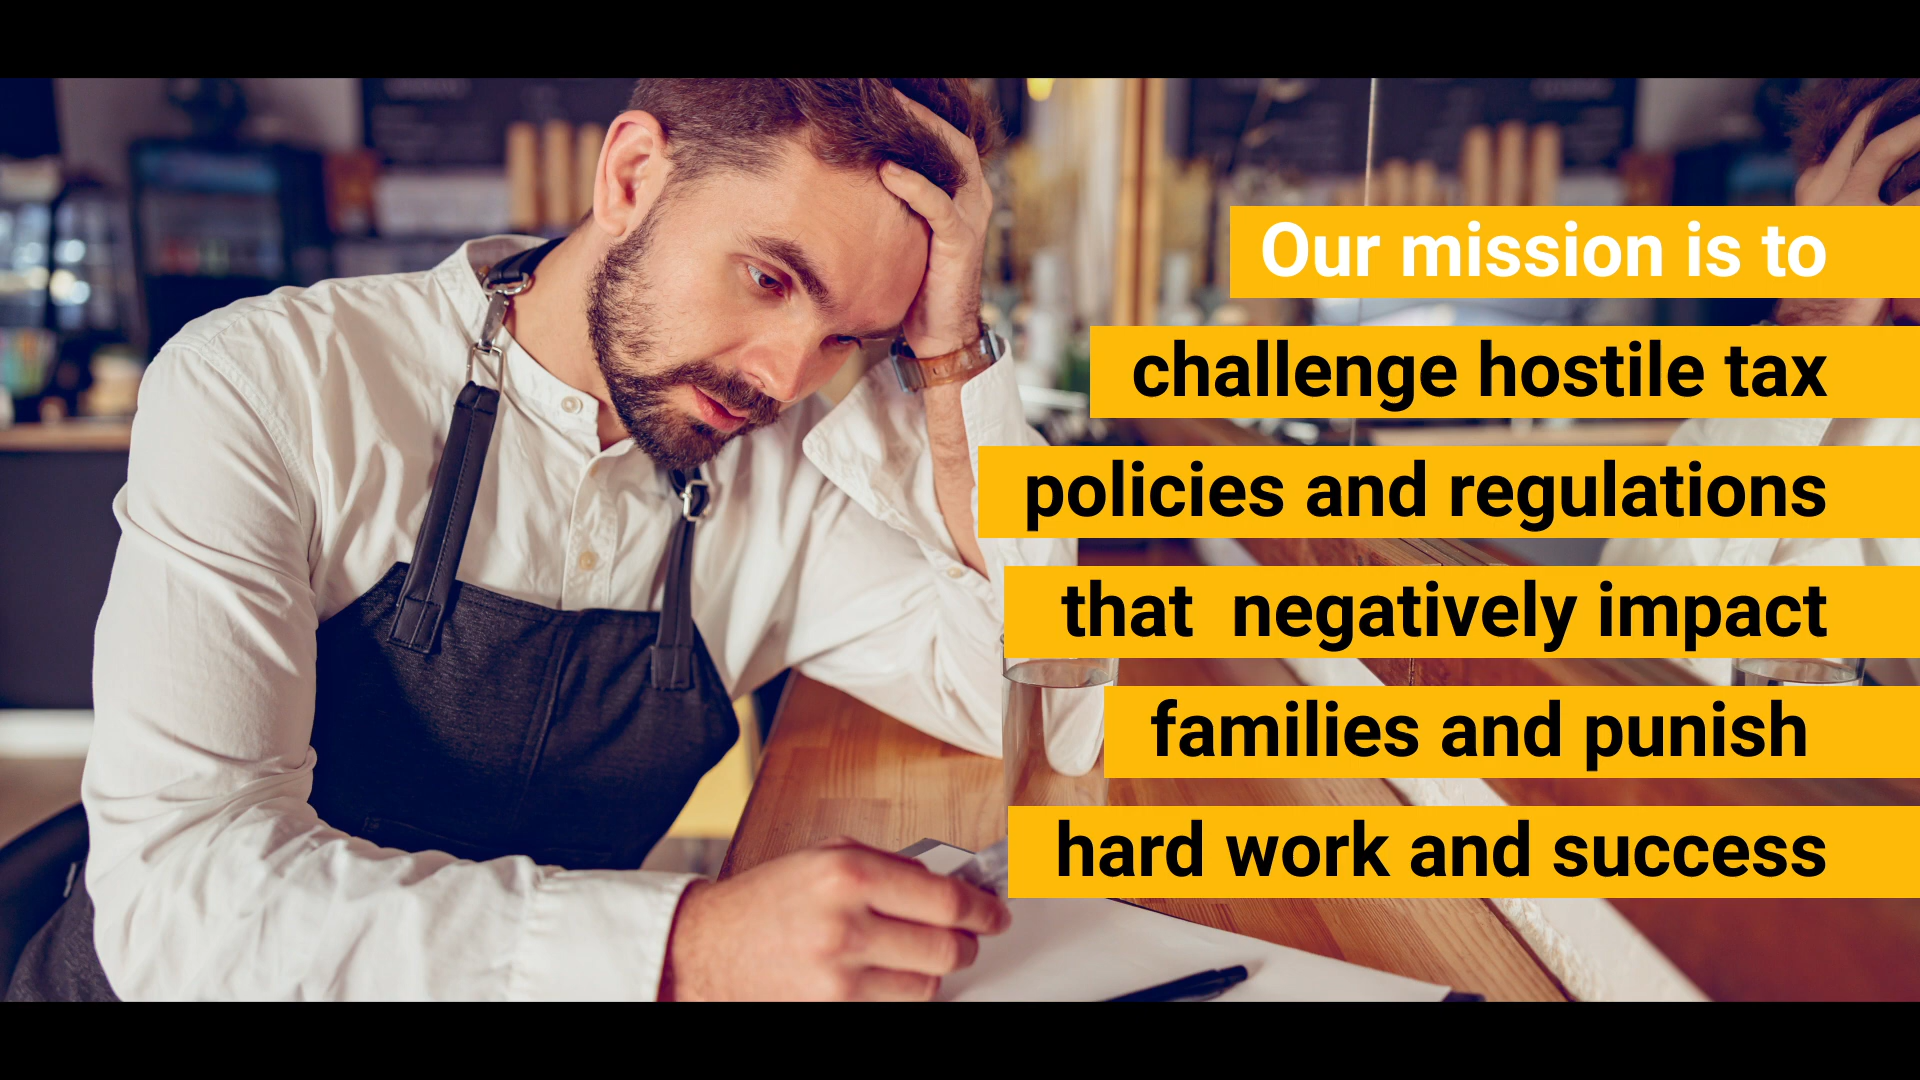 Our mission is to
challenge hostile tax
policies and regulations
that  negatively impact
families and punish
hard work and success